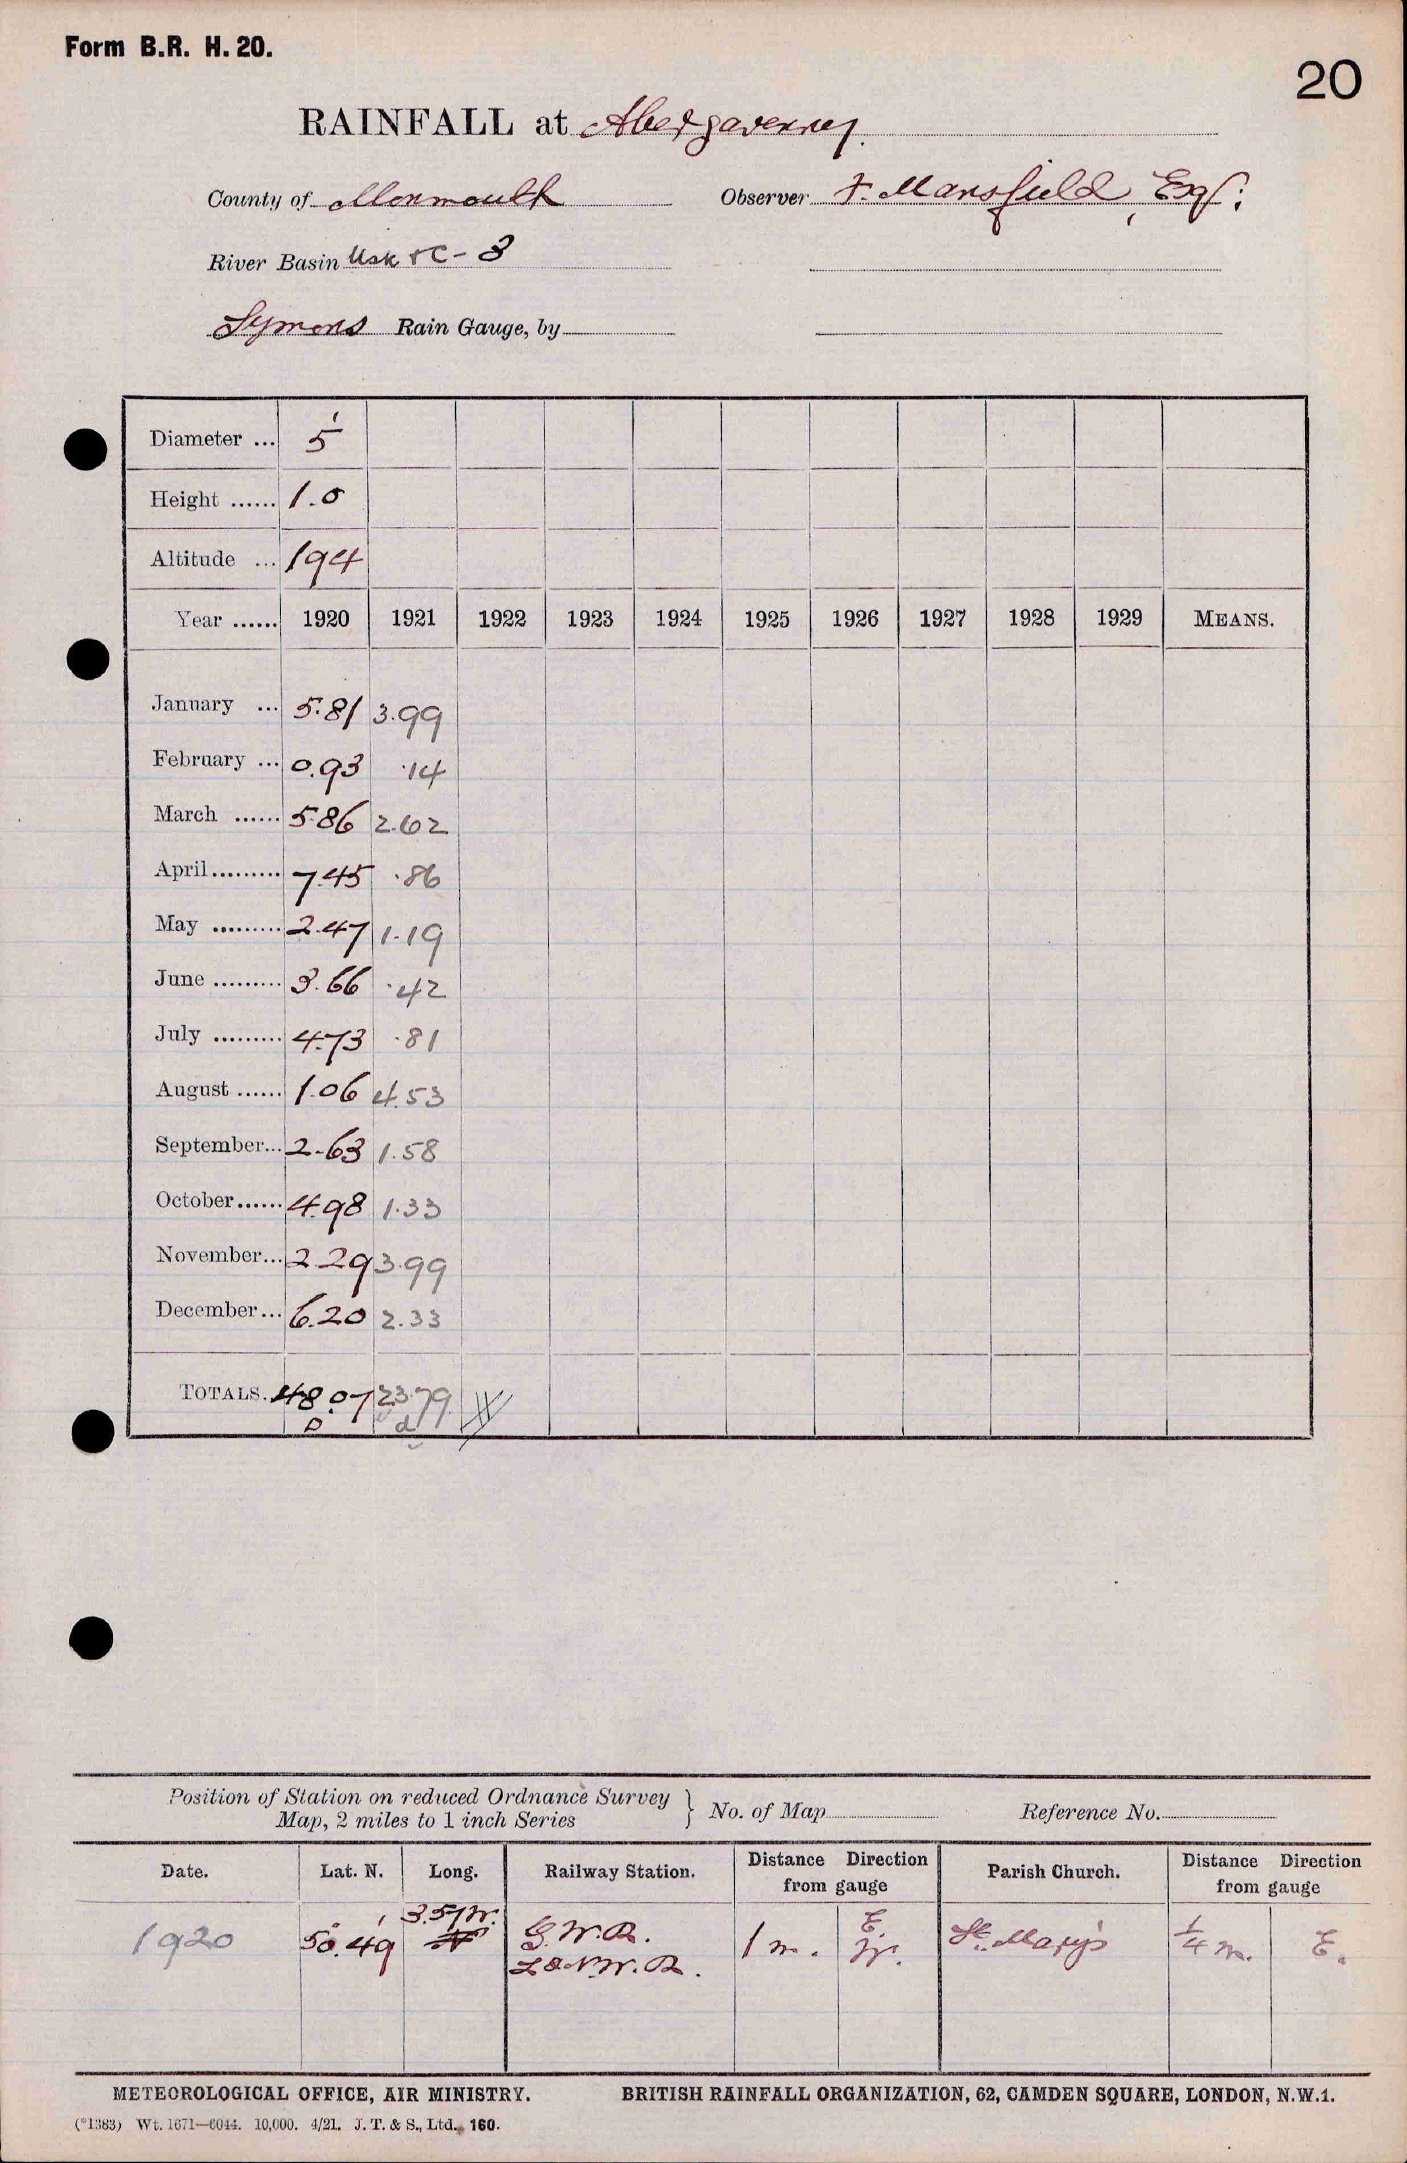 Form B.R. H. 20.
20
RAINFALL at Abergavenny.
County of Monmouth Observer F. Mansfield, Esq:
River Basin Usk &C - 3
Symons Rain Gauge, by
Diameter ... 5
Height ...... 1.0
Altitude ... 194
Year ...... 1920 1921 1922 1923 1924 1925 1926 1927 1928 1929 MEANS.
January ... 5.81 3.99
February ... 0.93 .14
March ...... 5.86 2.62
April ......... 7.45 .86
May ......... 2.47 1.19
June ......... 3.66 .42
July ......... 4.73 .81
August ...... 1.06 4.53
September... 2.63 1.58
October ...... 4.98 1.33
November... 2.29 3.99
December ... 6.20 2.33
TOTALS. 48.07 23.79
Position of Station on reduced Ordnance Survey
Map, 2 miles to 1 inch Series } No. of Map Reference No.
Date. Lat. N. Long. Railway Station. Distance Direction from gauge Parish Church. Distance Direction from gauge
1920 50° 49' 3.57 W. G.W.R. 1 m. E. St. Mary's 1/4 m. E.
L&N.W.R. W.
METEOROLOGICAL OFFICE, AIR MINISTRY. BRITISH RAINFALL ORGANIZATION, 62, CAMDEN SQUARE, LONDON, N.W.1.
(*1383) Wt. 1671—6044. 10,000. 4/21. J. T. & S., Ltd. 160.